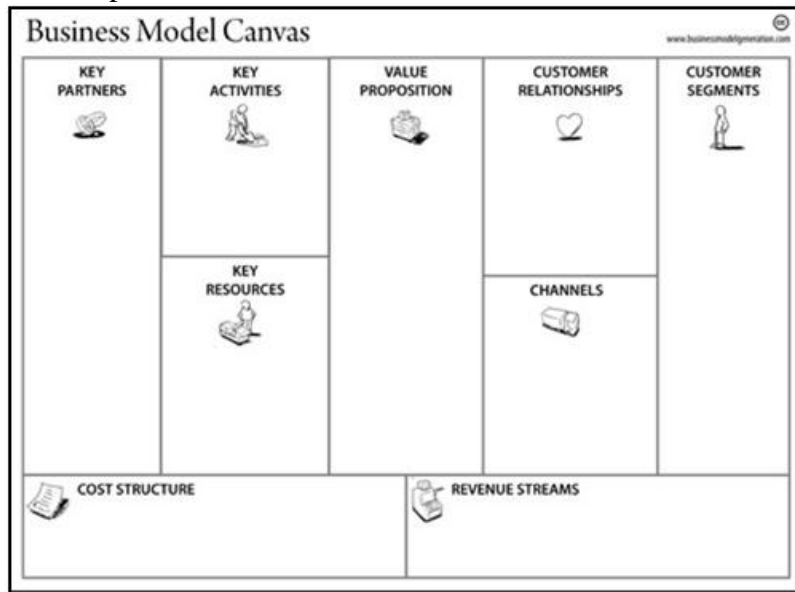 Business Model Canvas
www.businessmodelgeneration.com
KEY
PARTNERS
KEY
ACTIVITIES
VALUE
PROPOSITION
CUSTOMER
RELATIONSHIPS
CUSTOMER
SEGMENTS
KEY
RESOURCES
CHANNELS
COST STRUCTURE
REVENUE STREAMS